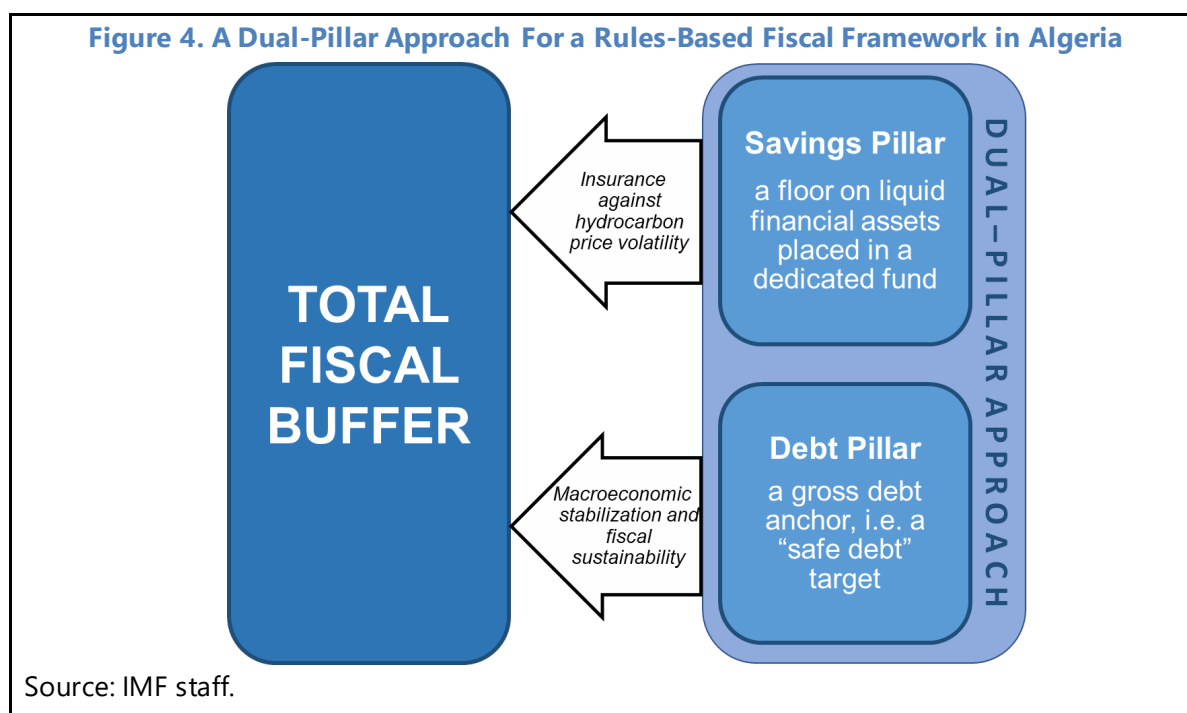 Figure 4. A Dual-Pillar Approach For a Rules-Based Fiscal Framework in Algeria
TOTAL
FISCAL
BUFFER
Insurance
against
hydrocarbon
price volatility
Savings Pillar
a floor on liquid
financial assets
placed in a
dedicated fund
Macroeconomic
stabilization and
fiscal
sustainability
Debt Pillar
a gross debt
anchor, i.e. a
“safe debt”
target
DUAL–PILLAR APPROACH
Source: IMF staff.